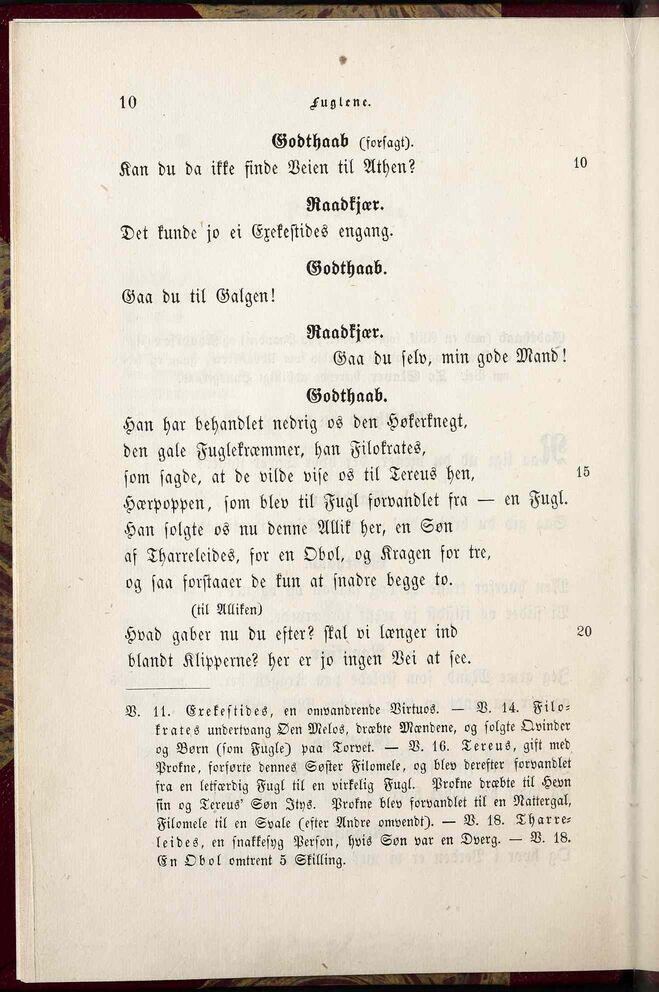 10 Fuglene.
Godthaab (forsagt).
Kan du da ikke finde Veien til Athen? 10
Raadkjær.
Det kunde jo ei Exekestides engang.
Godthaab.
Gaa du til Galgen!
Raadkjær.
Gaa du selv, min gode Mand!
Godthaab.
Han har behandlet nedrig os den Høkerknegt,
den gale Fuglekræmmer, han Filokrates,
som sagde, at de vilde vise os til Tereus hen, 15
Hærpoppen, som blev til Fugl forvandlet fra — en Fugl.
Han solgte os nu denne Allik her, en Søn
af Tharreleides, for en Obol, og Kragen for tre,
og saa forstaaer de kun at snadre begge to.
(til Alliken)
Hvad gaber nu du efter? skal vi længer ind 20
blandt Klipperne? her er jo ingen Vei at see.
V. 11. Exekestides, en omvandrende Virtuos. — V. 14. Filo-
krates undertvang Øen Melos, dræbte Mændene, og solgte Qvinder
og Børn (som Fugle) paa Torvet. — V. 16. Tereus, gift med
Prokne, forførte dennes Søster Filomele, og blev derefter forvandlet
fra en letfærdig Fugl til en virkelig Fugl. Prokne dræbte til Hevn
sin og Tereus' Søn Itys. Prokne blev forvandlet til en Nattergal,
Filomele til en Svale (efter Andre omvendt). — V. 18. Tharre-
leides, en snakkesyg Person, hvis Søn var en Dverg. — V. 18.
En Obol omtrent 5 Skilling.